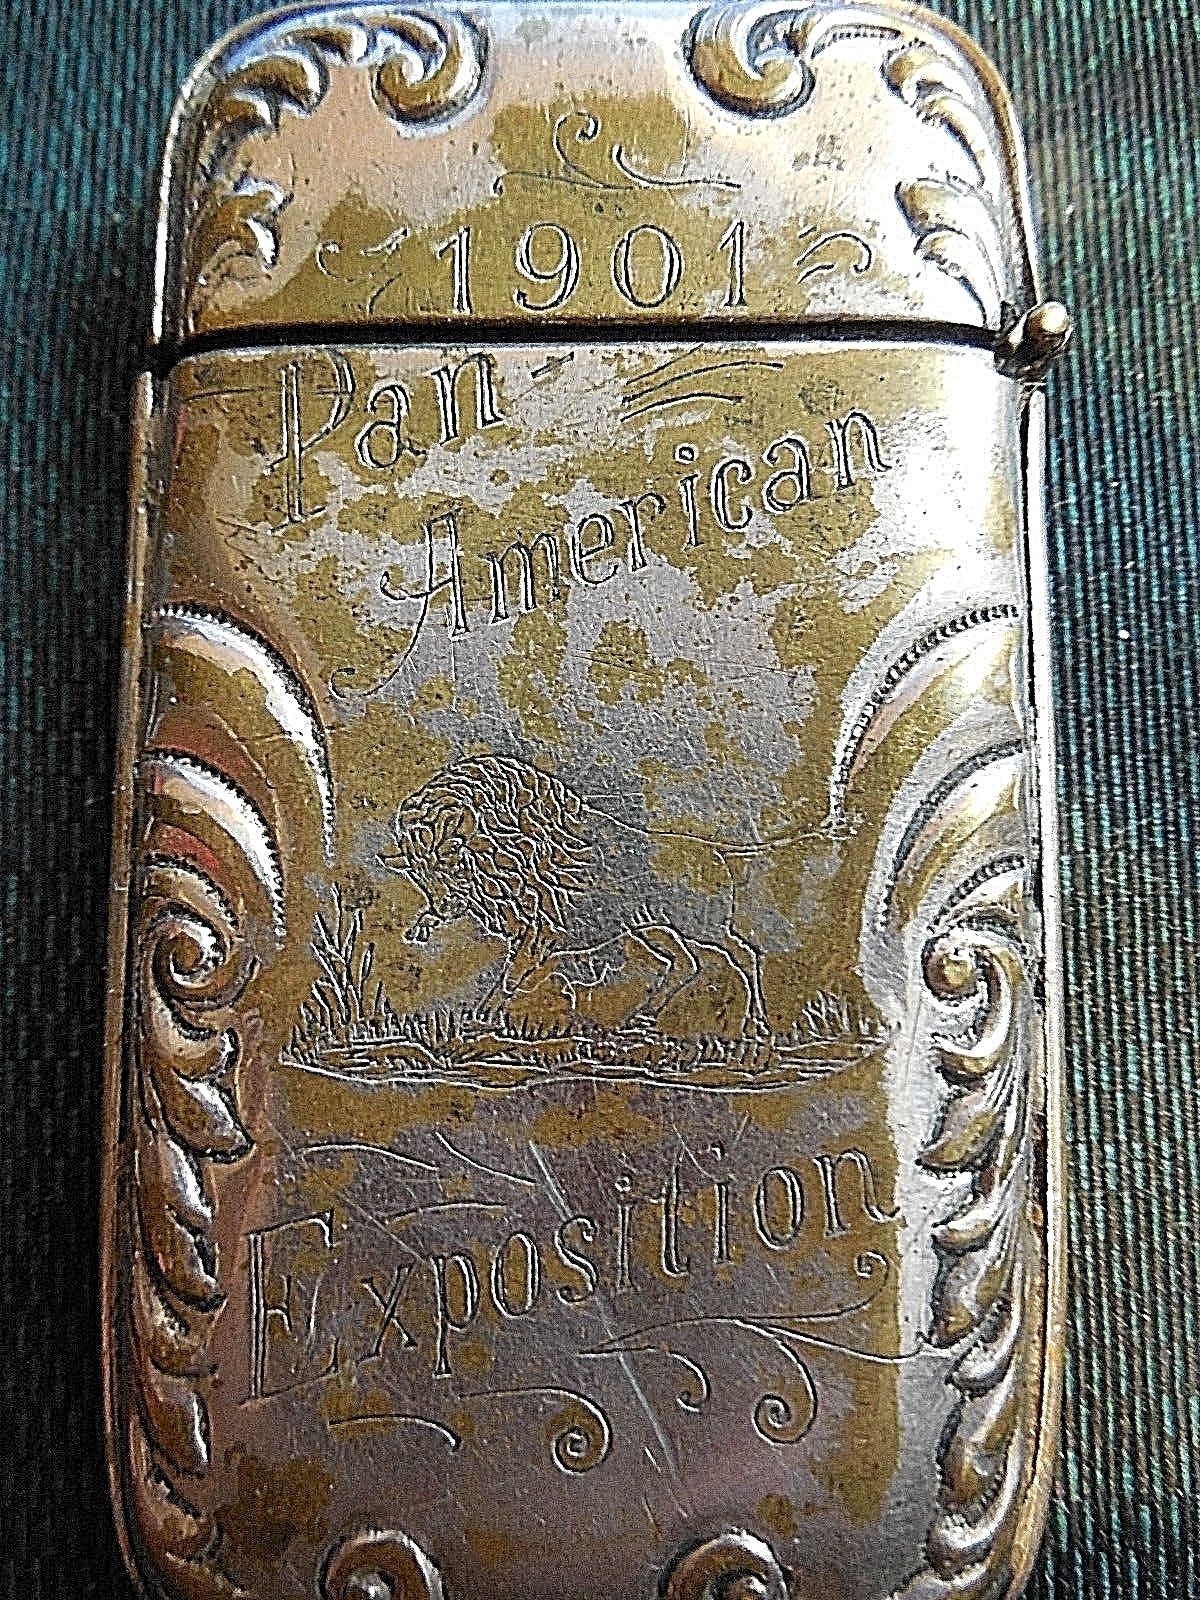 1901
Pan-
American
Exposition